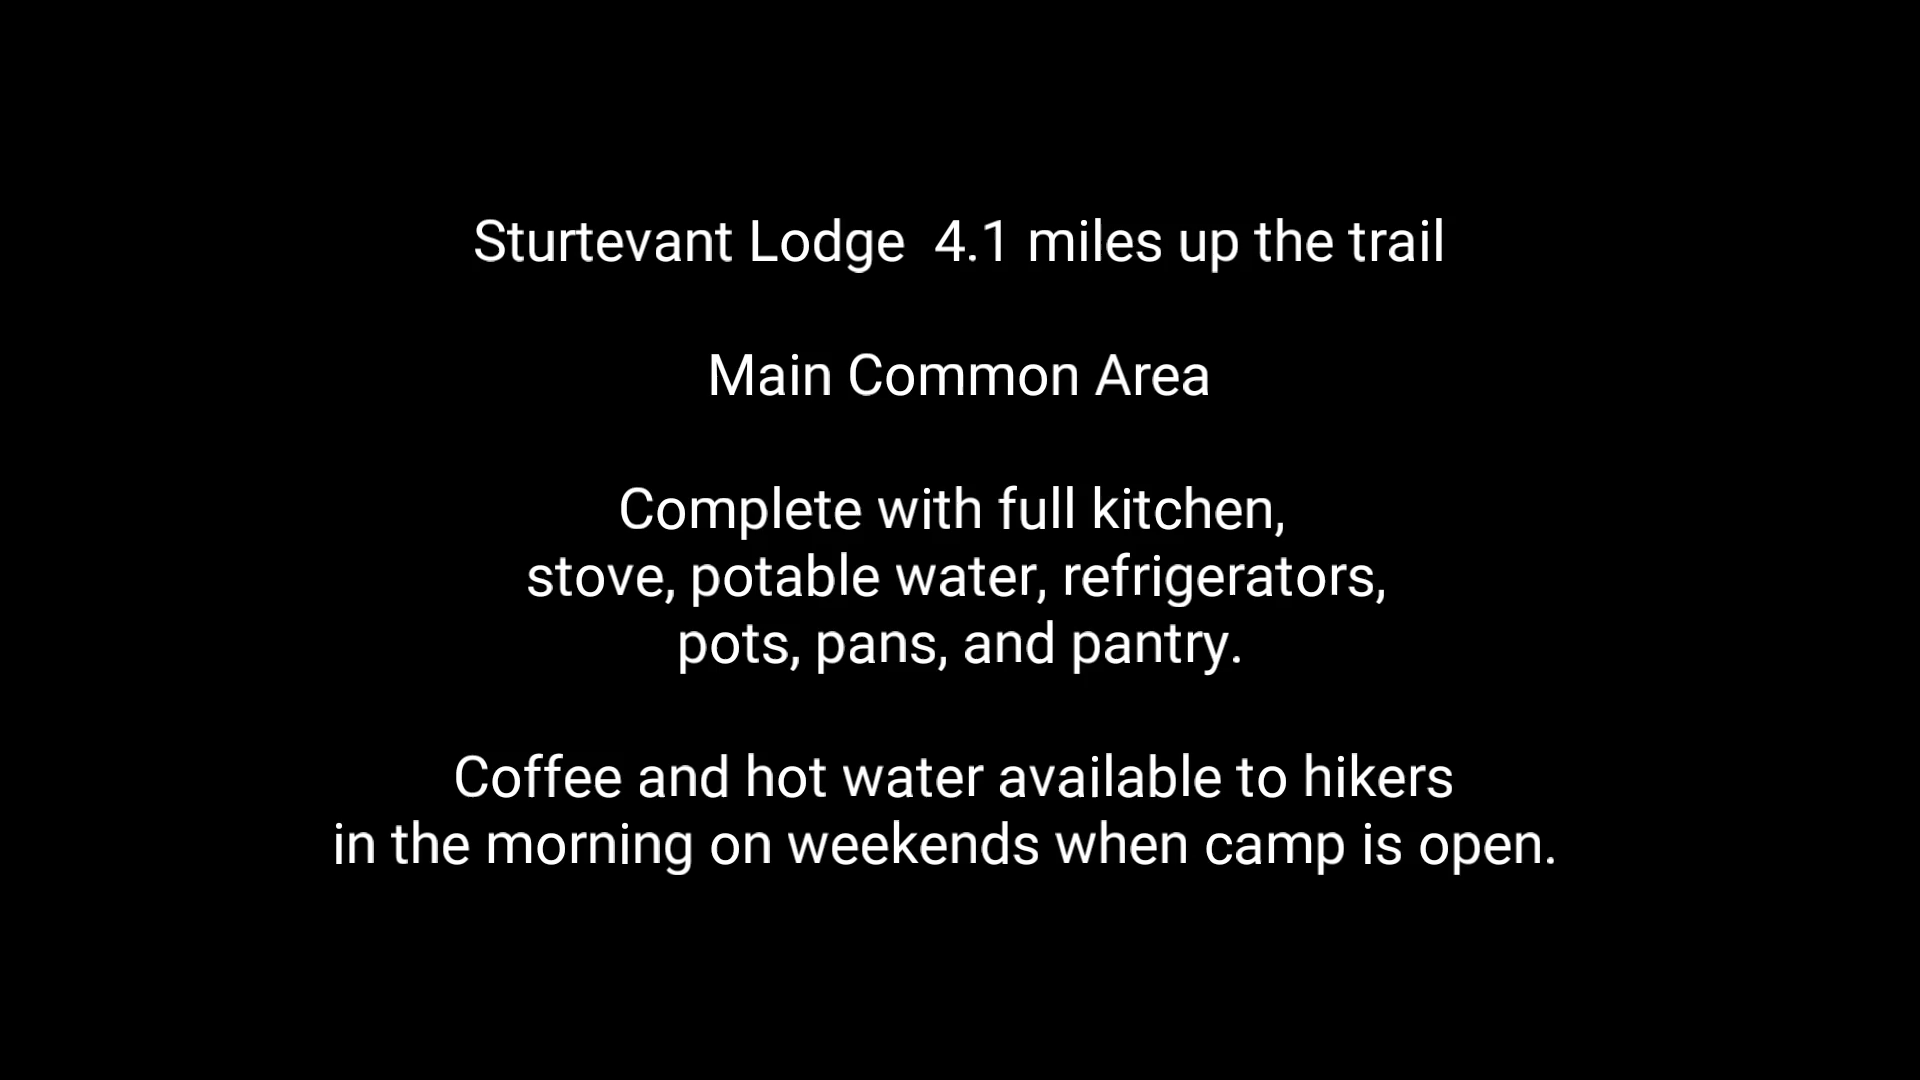 Sturtevant Lodge  4.1 miles up the trail
Main Common Area
Complete with full kitchen,
stove, potable water, refrigerators,
pots, pans, and pantry.
Coffee and hot water available to hikers
in the morning on weekends when camp is open.